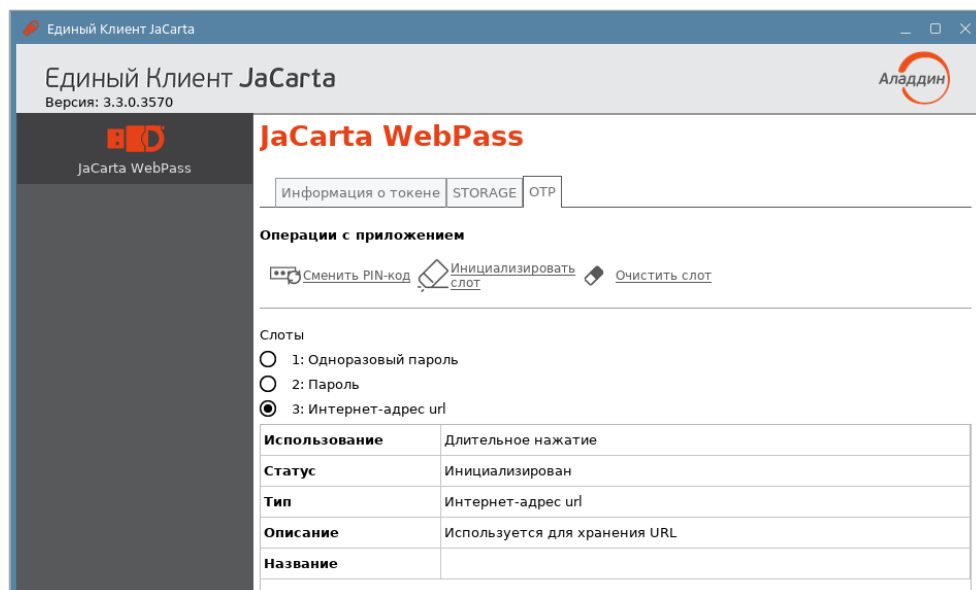 Единый Клиент JaCarta
Единый Клиент JaCarta
Версия: 3.3.0.3570
Аладдин
JaCarta WebPass
JaCarta WebPass
Информация о токене STORAGE OTP
Операции с приложением
Сменить PIN-код Инициализировать слот Очистить слот
Слоты
1: Одноразовый пароль
2: Пароль
3: Интернет-адрес url
Использование Длительное нажатие
Статус Инициализирован
Тип Интернет-адрес url
Описание Используется для хранения URL
Название